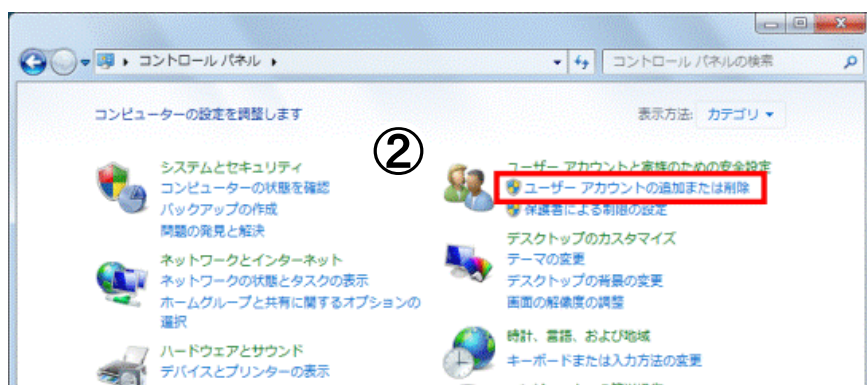 コントロール パネル
コントロール パネルの検索
コンピューターの設定を調整します
表示方法: カテゴリ
②
システムとセキュリティ
コンピューターの状態を確認
バックアップの作成
問題の発見と解決
ネットワークとインターネット
ネットワークの状態とタスクの表示
ホームグループと共有に関するオプションの
選択
ハードウェアとサウンド
デバイスとプリンターの表示
ユーザー アカウントと家族のための安全設定
ユーザー アカウントの追加または削除
保護者による制限の設定
デスクトップのカスタマイズ
テーマの変更
デスクトップの背景の変更
画面の解像度の調整
時計、言語、および地域
キーボードまたは入力方法の変更